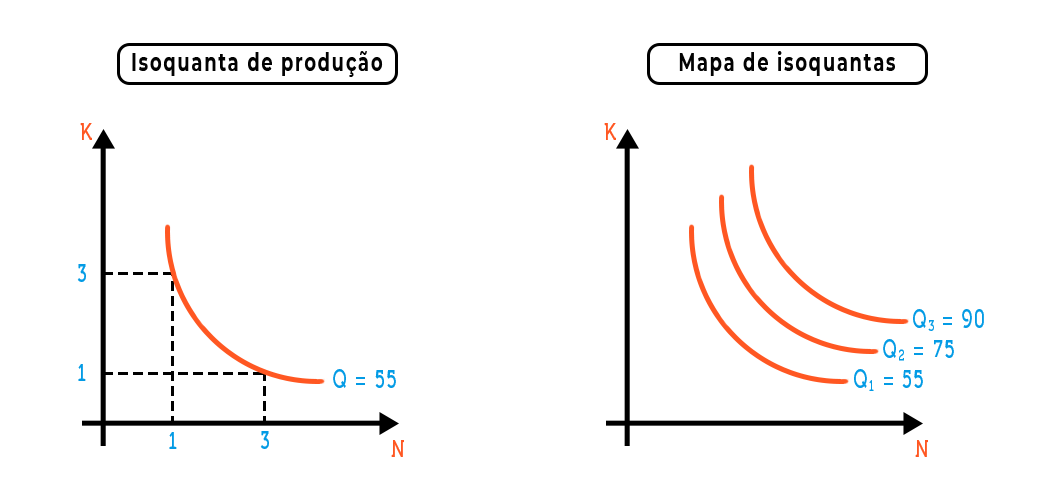 Isoquanta de produção
K
3
1
Q = 55
1
3
N
Mapa de isoquantas
K
Q3 = 90
Q2 = 75
Q1 = 55
N